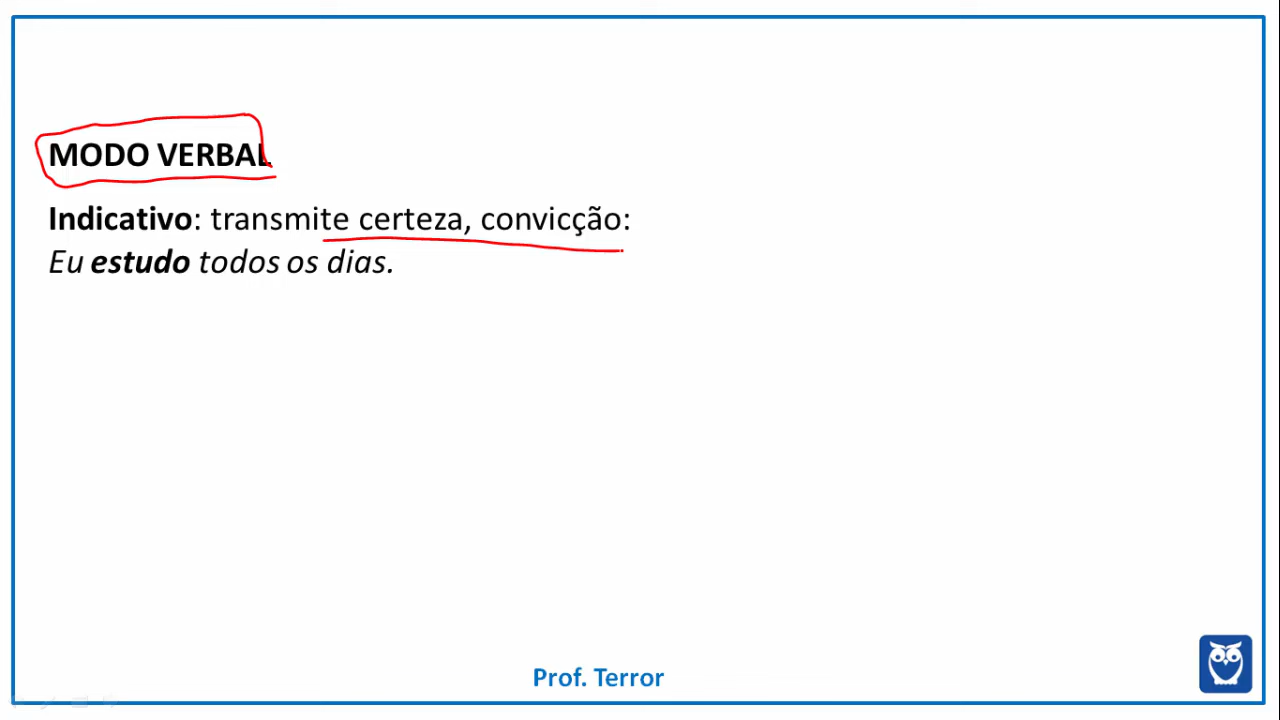 MODO VERBAL
Indicativo: transmite certeza, convicção:
Eu estudo todos os dias.
Prof. Terror